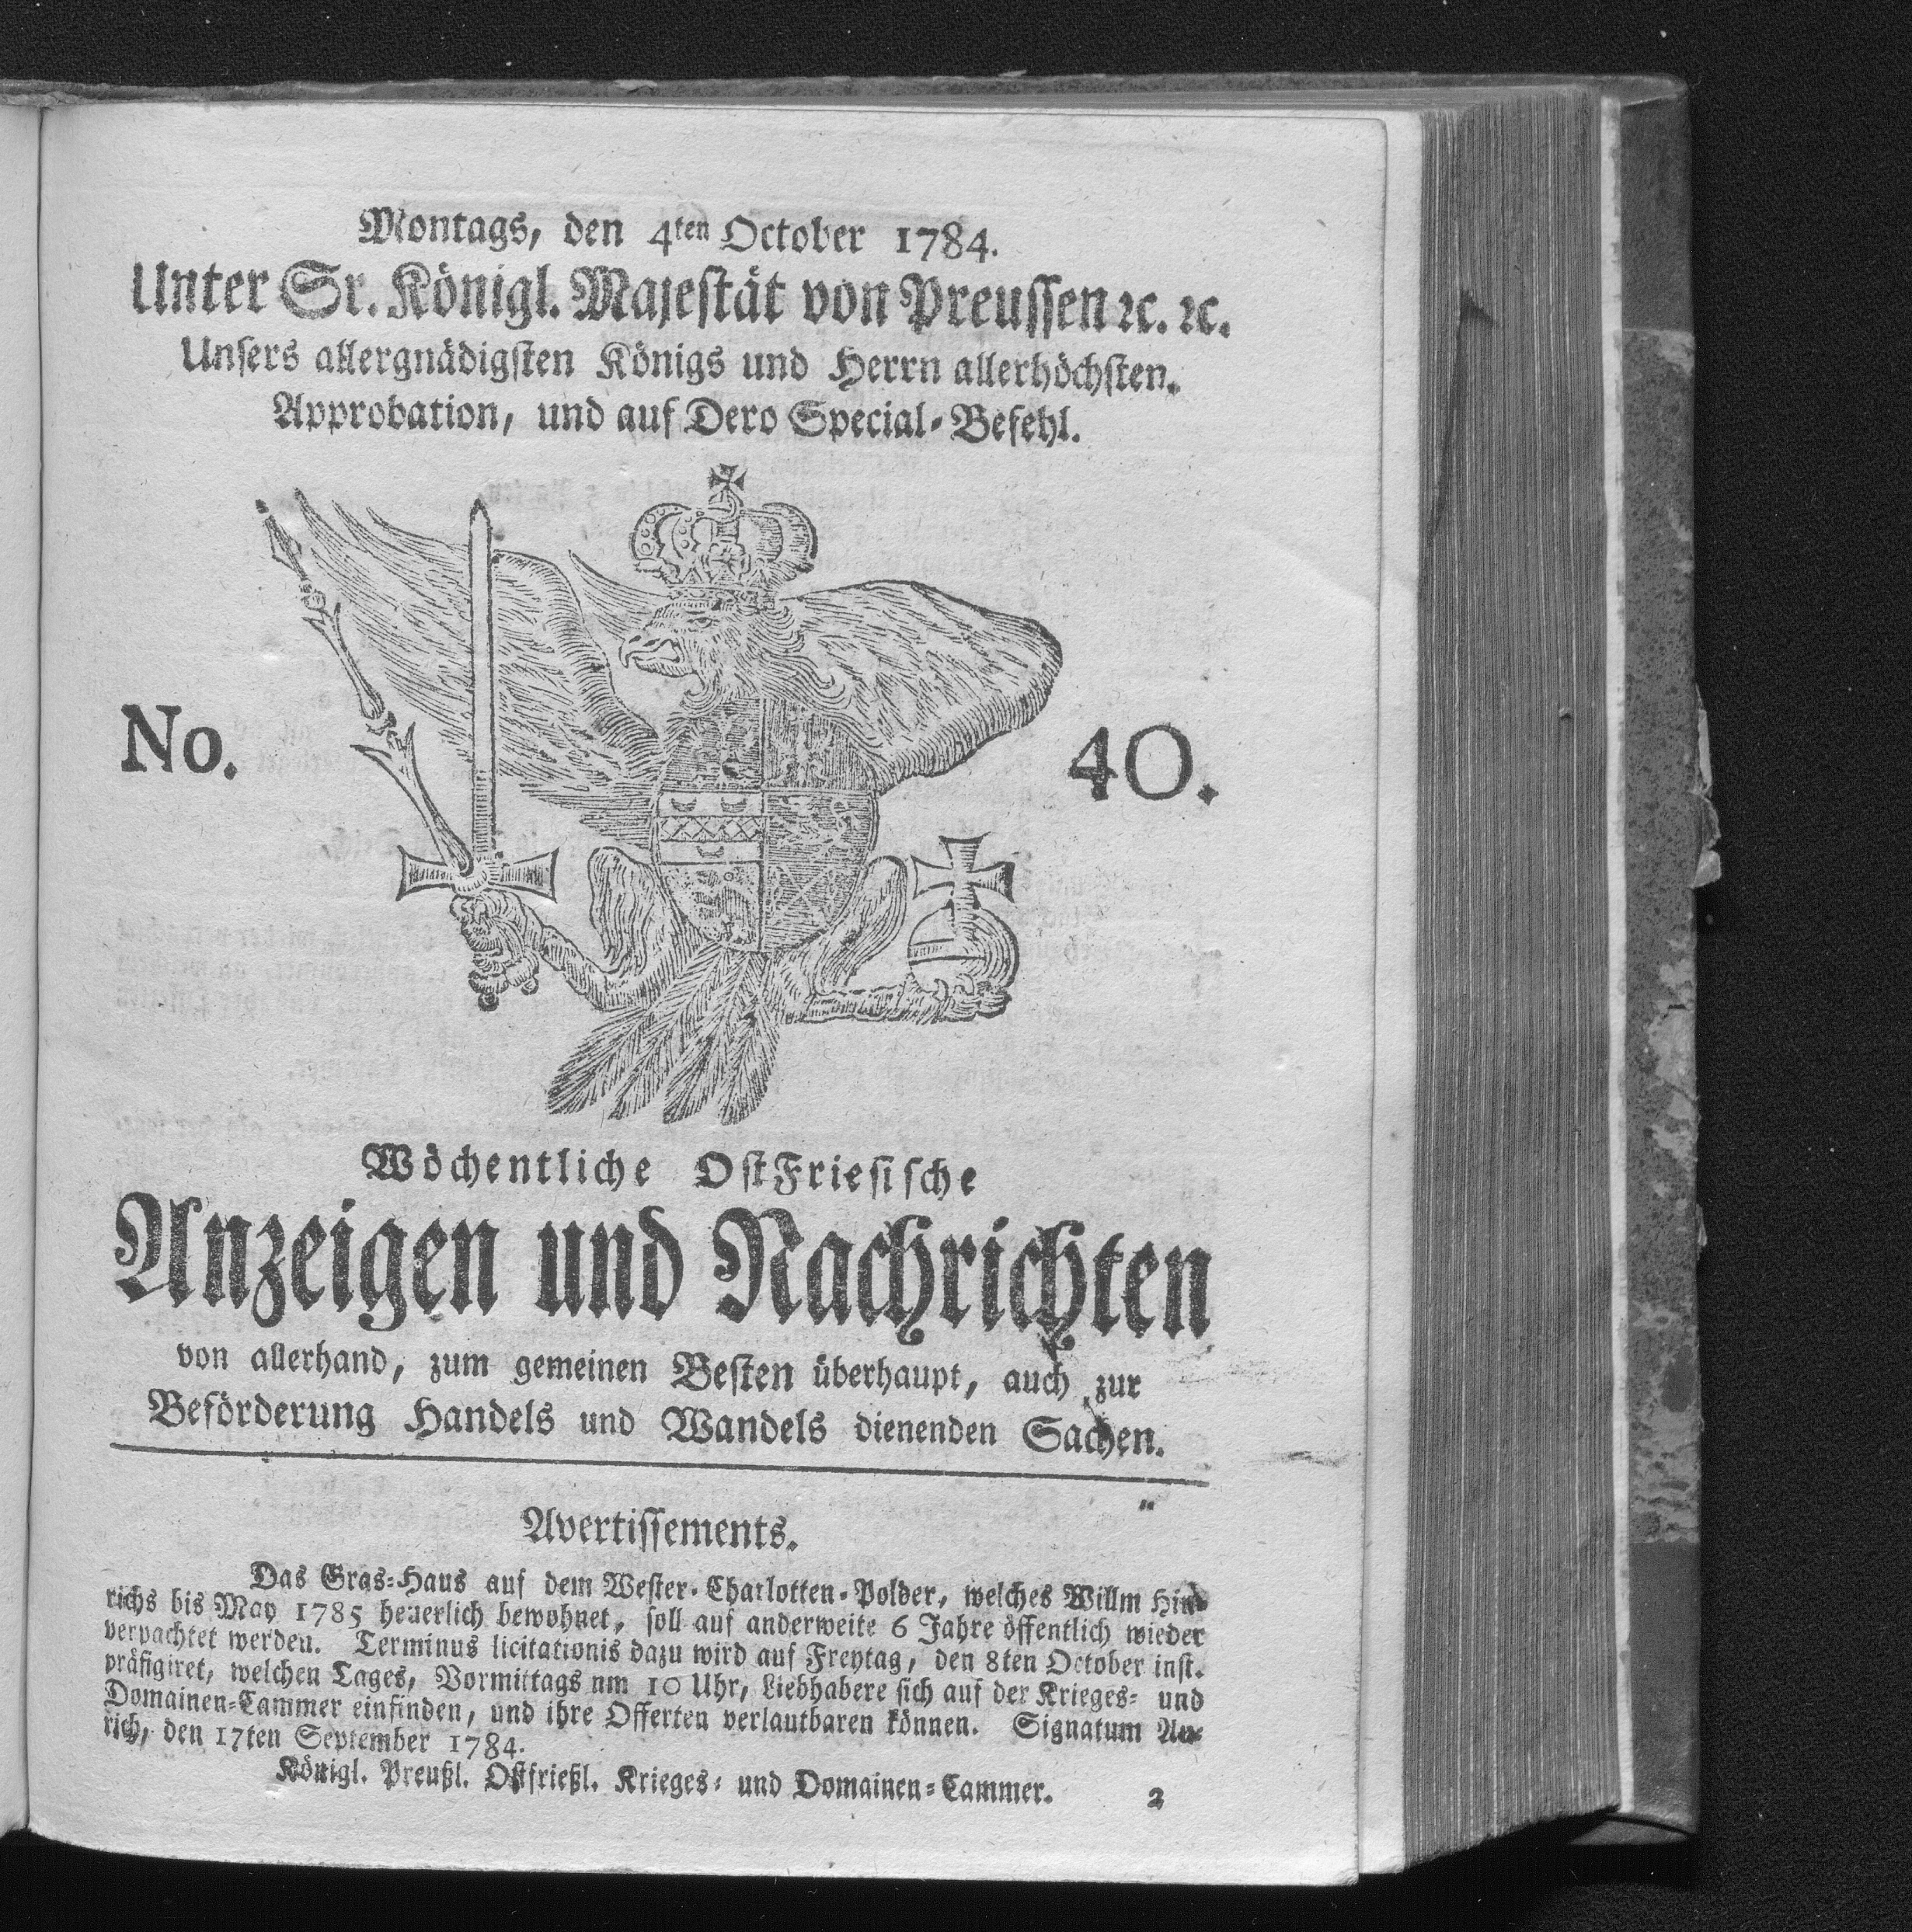 Montags, den 4ten October 1784.
Unter Sr. Königl. Majestät von Preussen ꝛc. ꝛc.
Unsers allergnädigsten Königs und Herrn allerhöchsten.
Approbation, und auf Dero Special-Befehl.
No. 40.
Wöchentliche OstFriesische
Anzeigen und Nachrichten
von allerhand, zum gemeinen Besten überhaupt, auch zur
Beförderung Handels und Wandels dienenden Sachen.
Avertissements.
Das Gras-Haus auf dem Wester-Charlotten-Polder, welches Willm Hind
richs bis May 1785 heuerlich bewohnet, soll auf anderweite 6 Jahre öffentlich wieder
verpachtet werden. Terminus licitationis dazu wird auf Freytag, den 8ten October inst.
präfigiret, welchen Tages, Vormittags um 10 Uhr, Liebhabere sich auf der Krieges- und
Domainen-Cammer einfinden, und ihre Offerten verlautbaren können. Signatum Au-
rich, den 17ten September 1784.
Königl. Preußl. Ostfrießl. Krieges- und Domainen-Cammer. 2